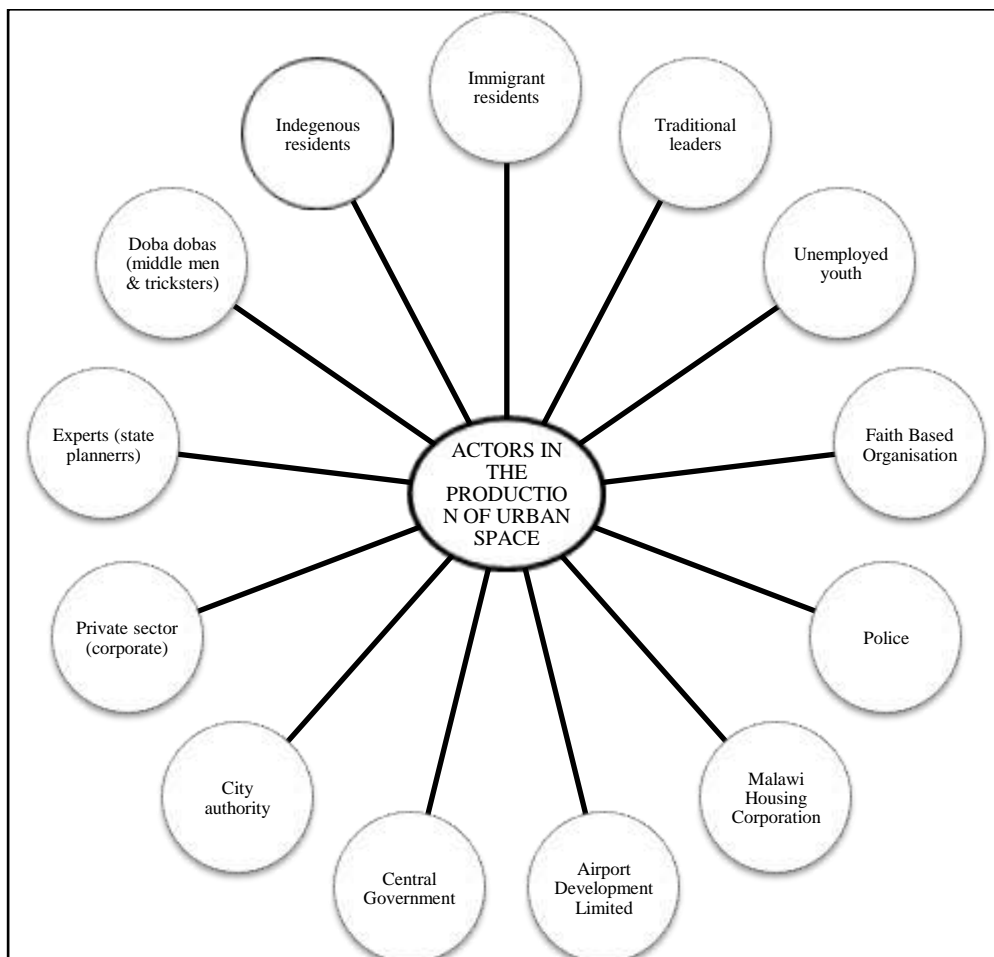 Immigrant
residents
Traditional
leaders
Unemployed
youth
Faith Based
Organisation
Police
Malawi
Housing
Corporation
Airport
Development
Limited
Central
Government
City
authority
Private sector
(corporate)
Experts (state
plannerrs)
Doba dobas
(middle men
& tricksters)
Indegenous
residents
ACTORS IN
THE
PRODUCTIO
N OF URBAN
SPACE